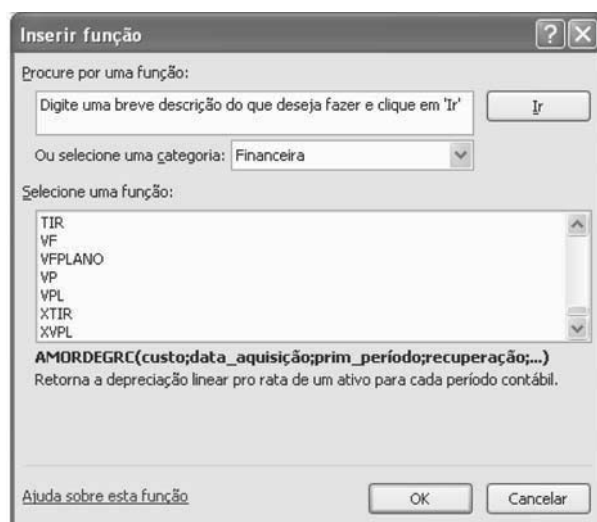 Inserir função
Procure por uma função:
Digite uma breve descrição do que deseja fazer e clique em 'Ir'
Ir
Ou selecione uma categoria: Financeira
Selecione uma função:
TIR
VF
VFPLANO
VP
VPL
XTIR
XVPL
AMORDEGRC(custo;data_aquisição;prim_período;recuperação;...)
Retorna a depreciação linear pro rata de um ativo para cada período contábil.
Ajuda sobre esta função
OK
Cancelar